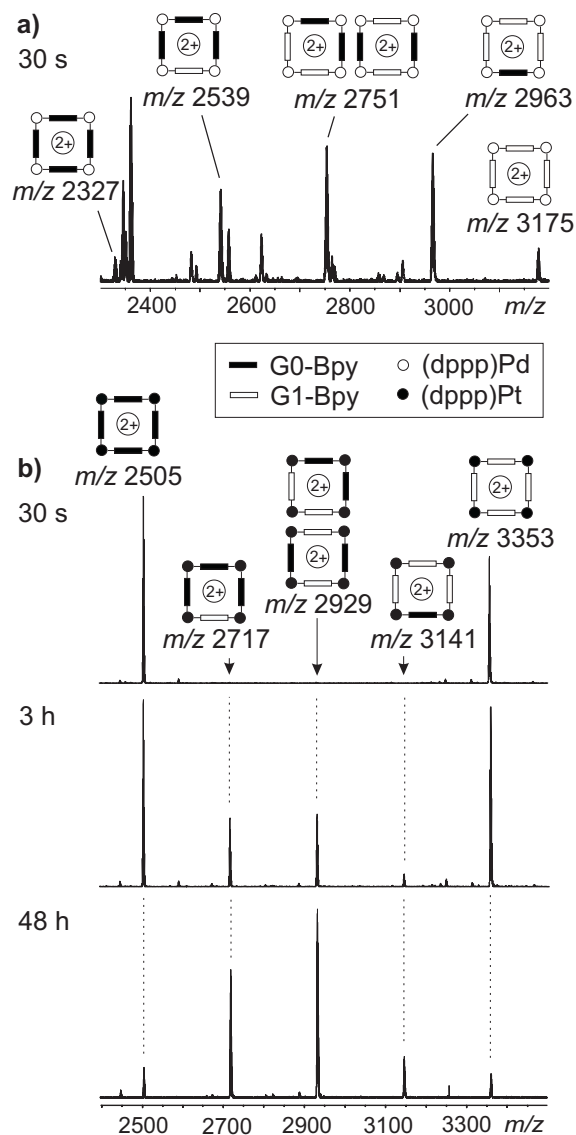 a)
30 s
2+ 2+ 2+ 2+ 2+ 2+
m/z 2327
m/z 2539
m/z 2751
m/z 2963
m/z 3175
2400 2600 2800 3000 m/z
G0-Bpy (dppp)Pd
G1-Bpy (dppp)Pt
b)
30 s
2+ 2+ 2+ 2+ 2+ 2+
m/z 2505
m/z 2717
m/z 2929
m/z 3141
m/z 3353
3 h
48 h
2500 2700 2900 3100 3300 m/z